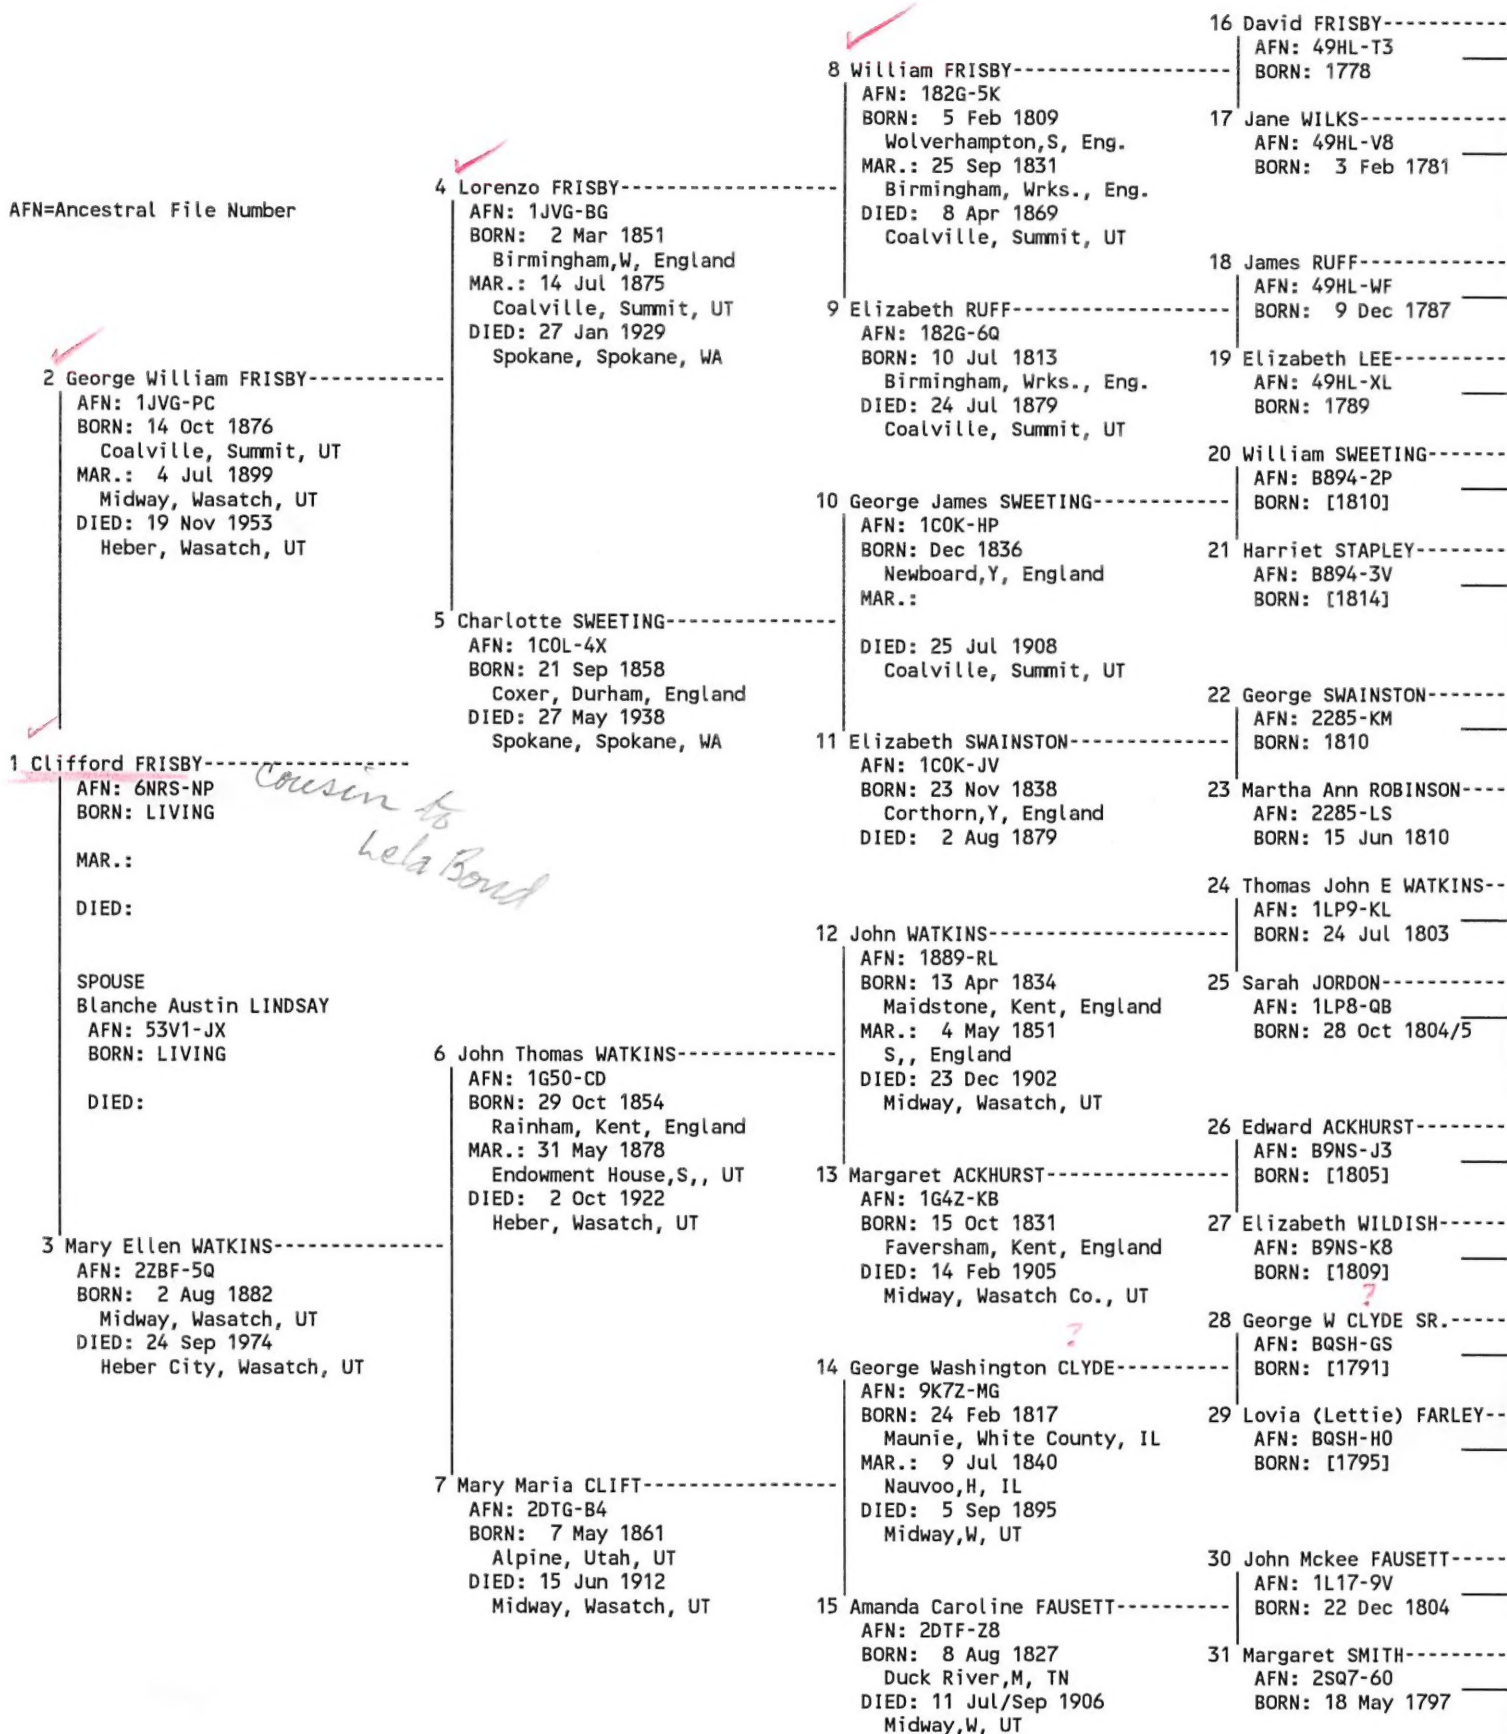 AFN=Ancestral File Number
1 Clifford FRISBY--------------------
AFN: 6NRS-NP
BORN: LIVING
MAR.:
DIED:
SPOUSE
Blanche Austin LINDSAY
AFN: 53V1-JX
BORN: LIVING
DIED:
Cousin to
Lela Bond
2 George William FRISBY-------------
AFN: 1JVG-PC
BORN: 14 Oct 1876
Coalville, Summit, UT
MAR.:  4 Jul 1899
Midway, Wasatch, UT
DIED: 19 Nov 1953
Heber, Wasatch, UT
3 Mary Ellen WATKINS----------------
AFN: 2ZBF-5Q
BORN:  2 Aug 1882
Midway, Wasatch, UT
DIED: 24 Sep 1974
Heber City, Wasatch, UT
4 Lorenzo FRISBY--------------------
AFN: 1JVG-BG
BORN:  2 Mar 1851
Birmingham,W, England
MAR.: 14 Jul 1875
Coalville, Summit, UT
DIED: 27 Jan 1929
Spokane, Spokane, WA
5 Charlotte SWEETING----------------
AFN: 1COL-4X
BORN: 21 Sep 1858
Coxer, Durham, England
DIED: 27 May 1938
Spokane, Spokane, WA
6 John Thomas WATKINS---------------
AFN: 1G50-CD
BORN: 29 Oct 1854
Rainham, Kent, England
MAR.: 31 May 1878
Endowment House,S,, UT
DIED:  2 Oct 1922
Heber, Wasatch, UT
7 Mary Maria CLIFT------------------
AFN: 2DTG-B4
BORN:  7 May 1861
Alpine, Utah, UT
DIED: 15 Jun 1912
Midway, Wasatch, UT
8 William FRISBY--------------------
AFN: 182G-5K
BORN:  5 Feb 1809
Wolverhampton,S, Eng.
MAR.: 25 Sep 1831
Birmingham, Wrks., Eng.
DIED:  8 Apr 1869
Coalville, Summit, UT
9 Elizabeth RUFF--------------------
AFN: 182G-6Q
BORN: 10 Jul 1813
Birmingham, Wrks., Eng.
DIED: 24 Jul 1879
Coalville, Summit, UT
10 George James SWEETING-------------
AFN: 1COK-HP
BORN: Dec 1836
Newboard,Y, England
MAR.:
DIED: 25 Jul 1908
Coalville, Summit, UT
11 Elizabeth SWAINSTON---------------
AFN: 1COK-JV
BORN: 23 Nov 1838
Corthorn,Y, England
DIED:  2 Aug 1879
12 John WATKINS----------------------
AFN: 1889-RL
BORN: 13 Apr 1834
Maidstone, Kent, England
MAR.:  4 May 1851
S,, England
DIED: 23 Dec 1902
Midway, Wasatch, UT
13 Margaret ACKHURST-----------------
AFN: 1G4Z-KB
BORN: 15 Oct 1831
Faversham, Kent, England
DIED: 14 Feb 1905
Midway, Wasatch Co., UT
?
14 George Washington CLYDE-----------
AFN: 9K7Z-MG
BORN: 24 Feb 1817
Maunie, White County, IL
MAR.:  9 Jul 1840
Nauvoo,H, IL
DIED:  5 Sep 1895
Midway,W, UT
15 Amanda Caroline FAUSETT-----------
AFN: 2DTF-Z8
BORN:  8 Aug 1827
Duck River,M, TN
DIED: 11 Jul/Sep 1906
Midway,W, UT
16 David FRISBY-----------
AFN: 49HL-T3
BORN: 1778
17 Jane WILKS-------------
AFN: 49HL-V8
BORN:  3 Feb 1781
18 James RUFF-------------
AFN: 49HL-WF
BORN:  9 Dec 1787
19 Elizabeth LEE----------
AFN: 49HL-XL
BORN: 1789
20 William SWEETING-------
AFN: B894-2P
BORN: [1810]
21 Harriet STAPLEY--------
AFN: B894-3V
BORN: [1814]
22 George SWAINSTON-------
AFN: 2285-KM
BORN: 1810
23 Martha Ann ROBINSON----
AFN: 2285-LS
BORN: 15 Jun 1810
24 Thomas John E WATKINS--
AFN: 1LP9-KL
BORN: 24 Jul 1803
25 Sarah JORDON-----------
AFN: 1LP8-QB
BORN: 28 Oct 1804/5
26 Edward ACKHURST--------
AFN: B9NS-J3
BORN: [1805]
27 Elizabeth WILDISH------
AFN: B9NS-K8
BORN: [1809]
?
28 George W CLYDE SR.-----
AFN: BQSH-GS
BORN: [1791]
29 Lovia (Lettie) FARLEY--
AFN: BQSH-HO
BORN: [1795]
30 John Mckee FAUSETT-----
AFN: 1L17-9V
BORN: 22 Dec 1804
31 Margaret SMITH---------
AFN: 2SQ7-60
BORN: 18 May 1797